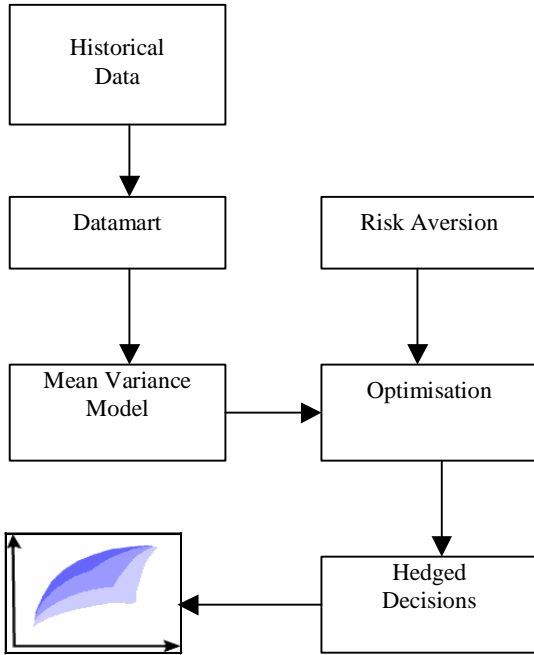 Historical
Data
Datamart
Risk Aversion
Mean Variance
Model
Optimisation
Hedged
Decisions